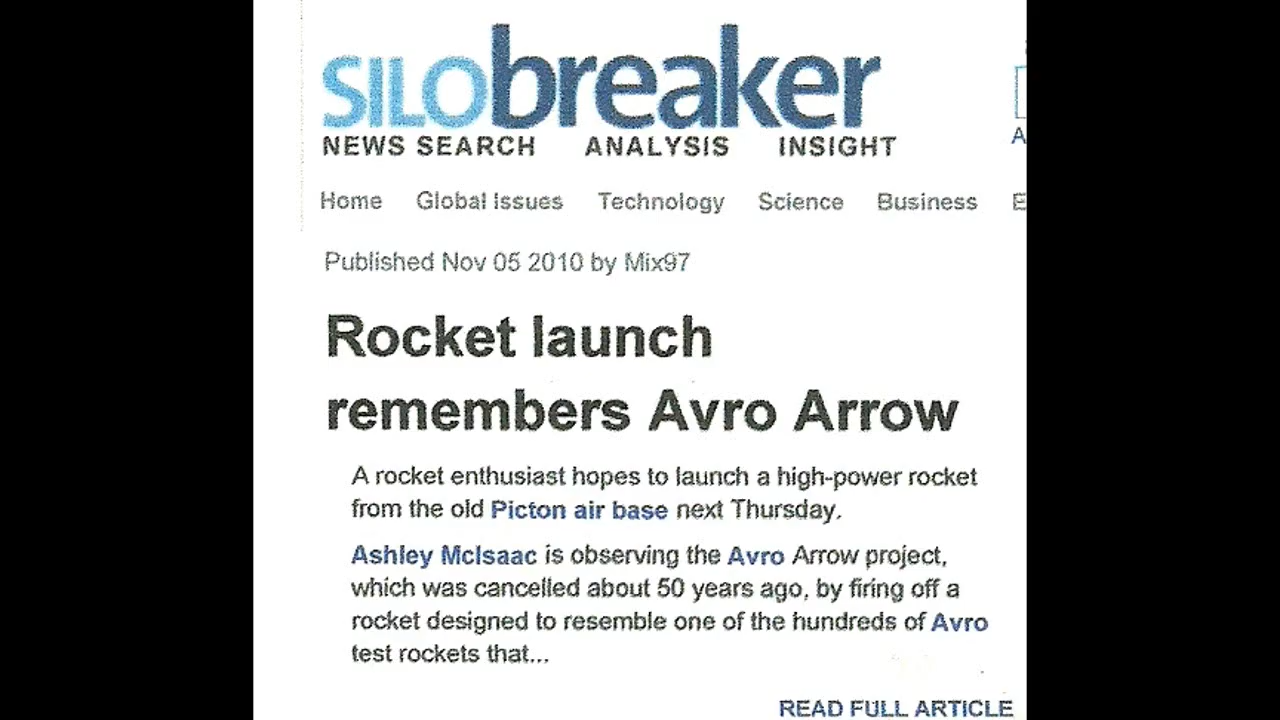 SILObreaker
NEWS SEARCH ANALYSIS INSIGHT
Home Global Issues Technology Science Business
Published Nov 05 2010 by Mix97
Rocket launch
remembers Avro Arrow
A rocket enthusiast hopes to launch a high-power rocket
from the old Picton air base next Thursday.
Ashley McIsaac is observing the Avro Arrow project,
which was cancelled about 50 years ago, by firing off a
rocket designed to resemble one of the hundreds of Avro
test rockets that...
READ FULL ARTICLE